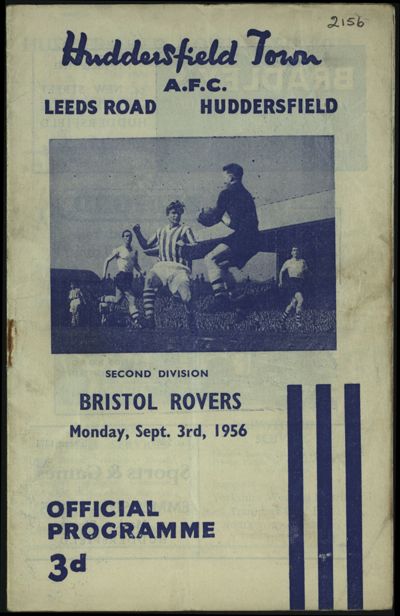 2156
Huddersfield Town
A.F.C.
LEEDS ROAD HUDDERSFIELD
SECOND DIVISION
BRISTOL ROVERS
Monday, Sept. 3rd, 1956
OFFICIAL
PROGRAMME
3d